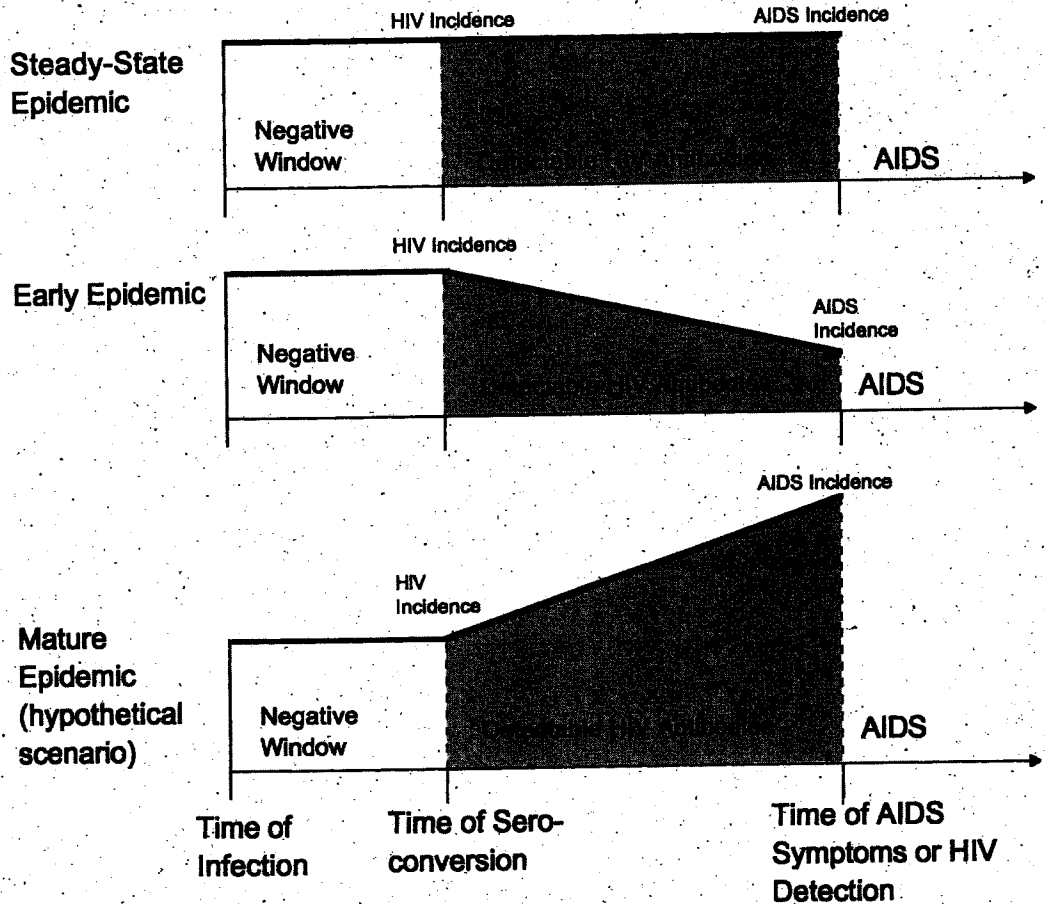 HIV Incidence
AIDS Incidence
Steady-State
Epidemic
Negative
Window
AIDS
HIV Incidence
Early Epidemic
AIDS
Incidence
Negative
Window
AIDS
AIDS Incidence
HIV
Incidence
Mature
Epidemic
(hypothetical
scenario)
Negative
Window
Detectable HIV
AIDS
Time of
Infection
Time of Sero-
conversion
Time of AIDS
Symptoms or HIV
Detection